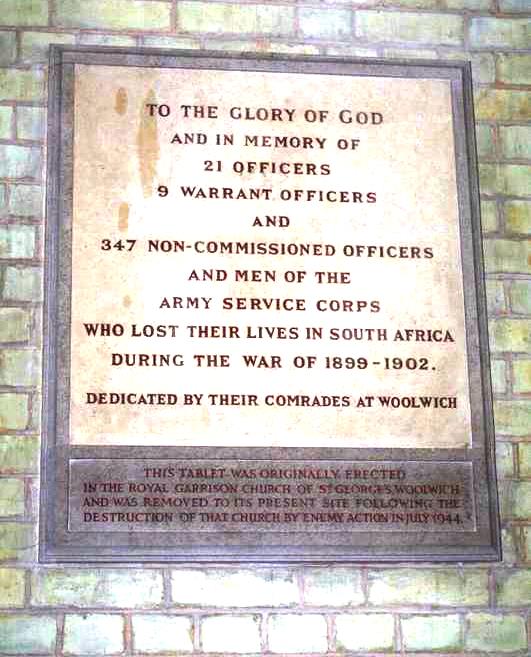 TO THE GLORY OF GOD
AND IN MEMORY OF
21 OFFICERS
9 WARRANT OFFICERS
AND
347 NON-COMMISSIONED OFFICERS
AND MEN OF THE
ARMY SERVICE CORPS
WHO LOST THEIR LIVES IN SOUTH AFRICA
DURING THE WAR OF 1899-1902.
DEDICATED BY THEIR COMRADES AT WOOLWICH
THIS TABLET WAS ORIGINALLY ERECTED
IN THE ROYAL GARRISON CHURCH OF ST GEORGES, WOOLWICH
AND WAS REMOVED TO ITS PRESENT SITE FOLLOWING THE
DESTRUCTION OF THAT CHURCH BY ENEMY ACTION IN JULY 1944.